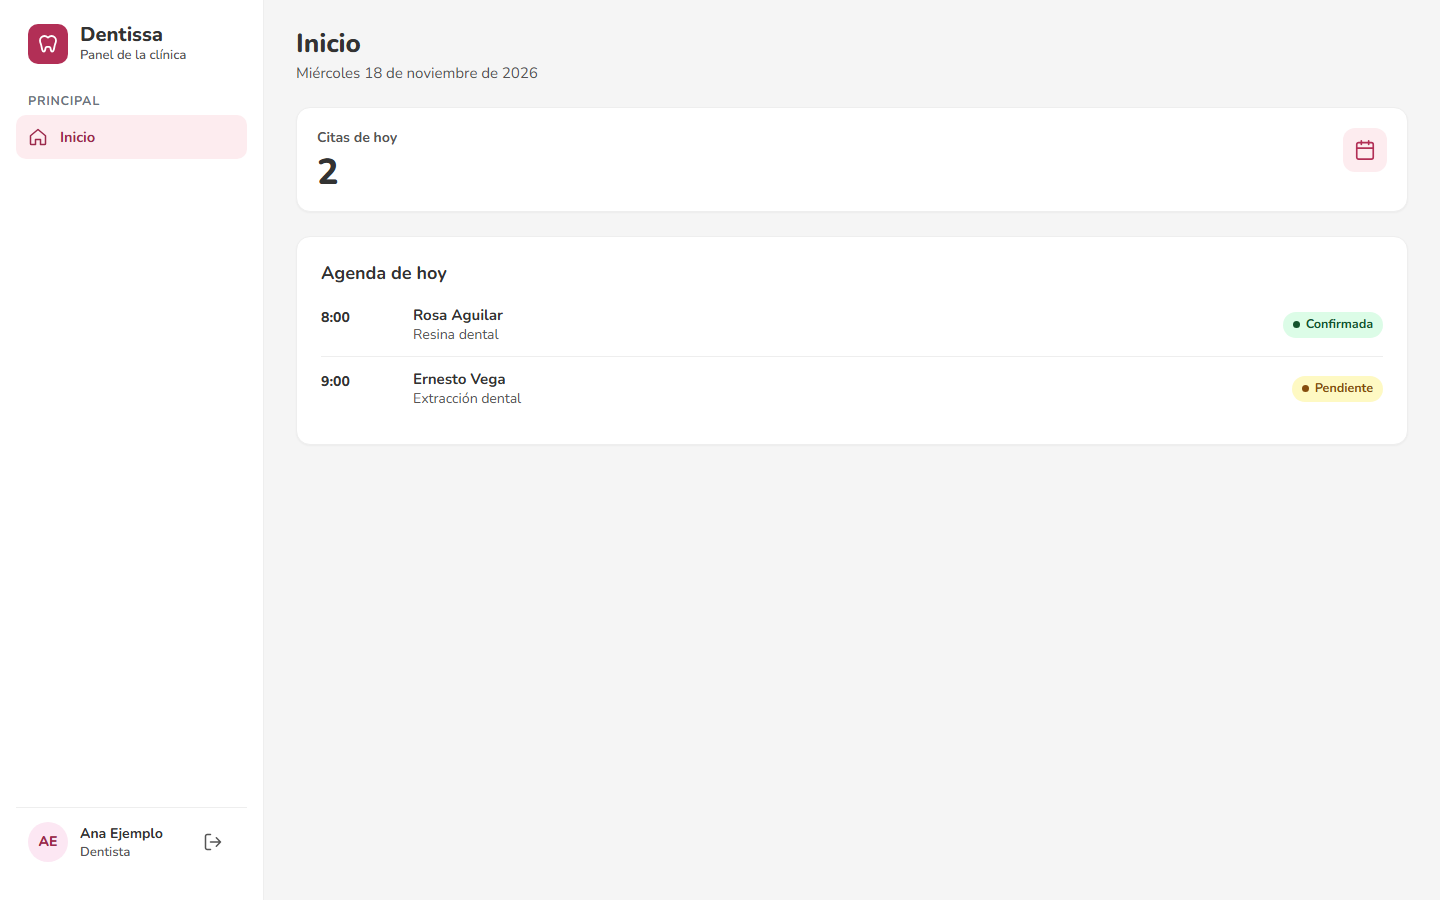 Dentissa
Panel de la clínica
PRINCIPAL
Inicio
Inicio
Miércoles 18 de noviembre de 2026
Citas de hoy
2
Agenda de hoy
8:00
Rosa Aguilar
Resina dental
Confirmada
9:00
Ernesto Vega
Extracción dental
Pendiente
AE
Ana Ejemplo
Dentista